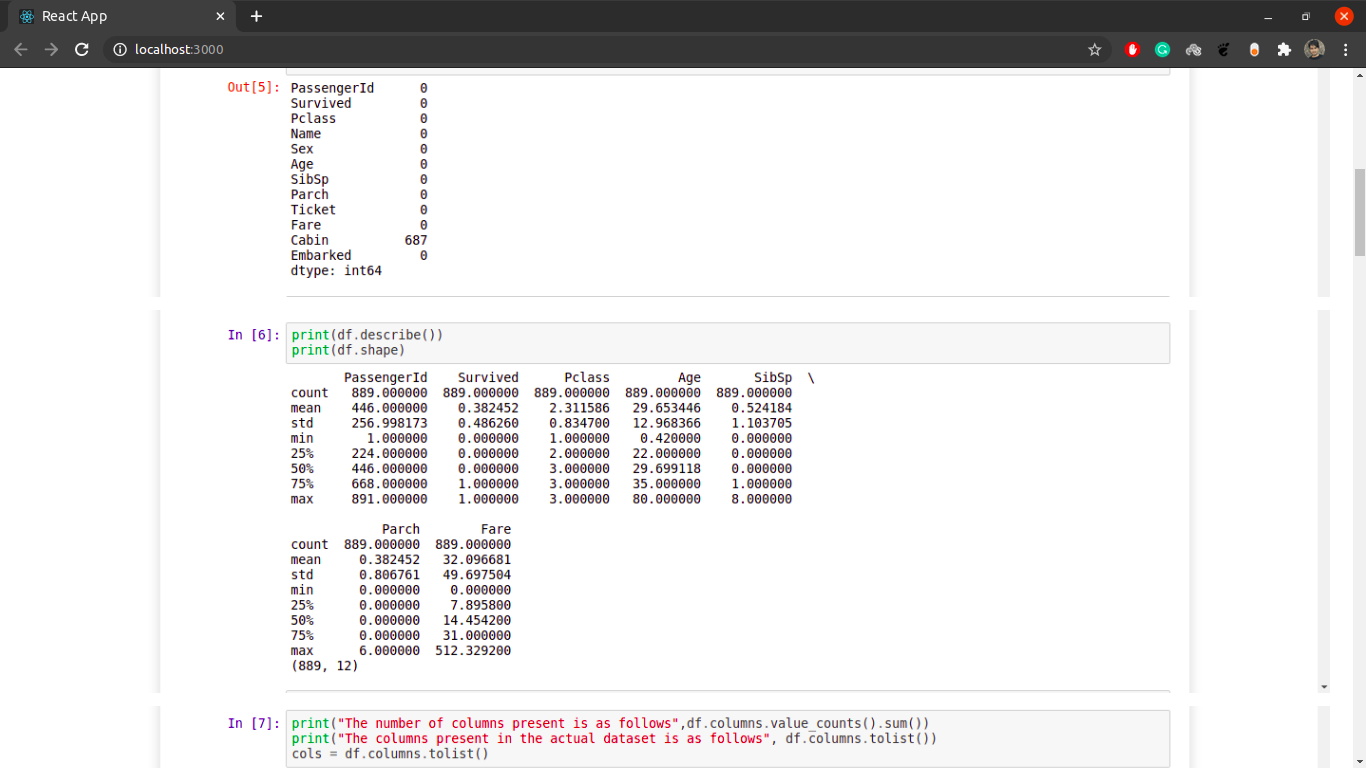 React App
localhost:3000
Out[5]: PassengerId      0
Survived         0
Pclass           0
Name             0
Sex              0
Age              0
SibSp            0
Parch            0
Ticket           0
Fare             0
Cabin          687
Embarked         0
dtype: int64
In [6]: print(df.describe())
print(df.shape)
       PassengerId    Survived      Pclass         Age       SibSp  \
count   889.000000  889.000000  889.000000  889.000000  889.000000
mean    446.000000    0.382452    2.311586   29.653446    0.524184
std     256.998173    0.486260    0.834700   12.968366    1.103705
min       1.000000    0.000000    1.000000    0.420000    0.000000
25%     224.000000    0.000000    2.000000   22.000000    0.000000
50%     446.000000    0.000000    3.000000   29.699118    0.000000
75%     668.000000    1.000000    3.000000   35.000000    1.000000
max     891.000000    1.000000    3.000000   80.000000    8.000000
            Parch        Fare
count  889.000000  889.000000
mean     0.382452   32.096681
std      0.806761   49.697504
min      0.000000    0.000000
25%      0.000000    7.895800
50%      0.000000   14.454200
75%      0.000000   31.000000
max      6.000000  512.329200
(889, 12)
In [7]: print("The number of columns present is as follows",df.columns.value_counts().sum())
print("The columns present in the actual dataset is as follows", df.columns.tolist())
cols = df.columns.tolist()